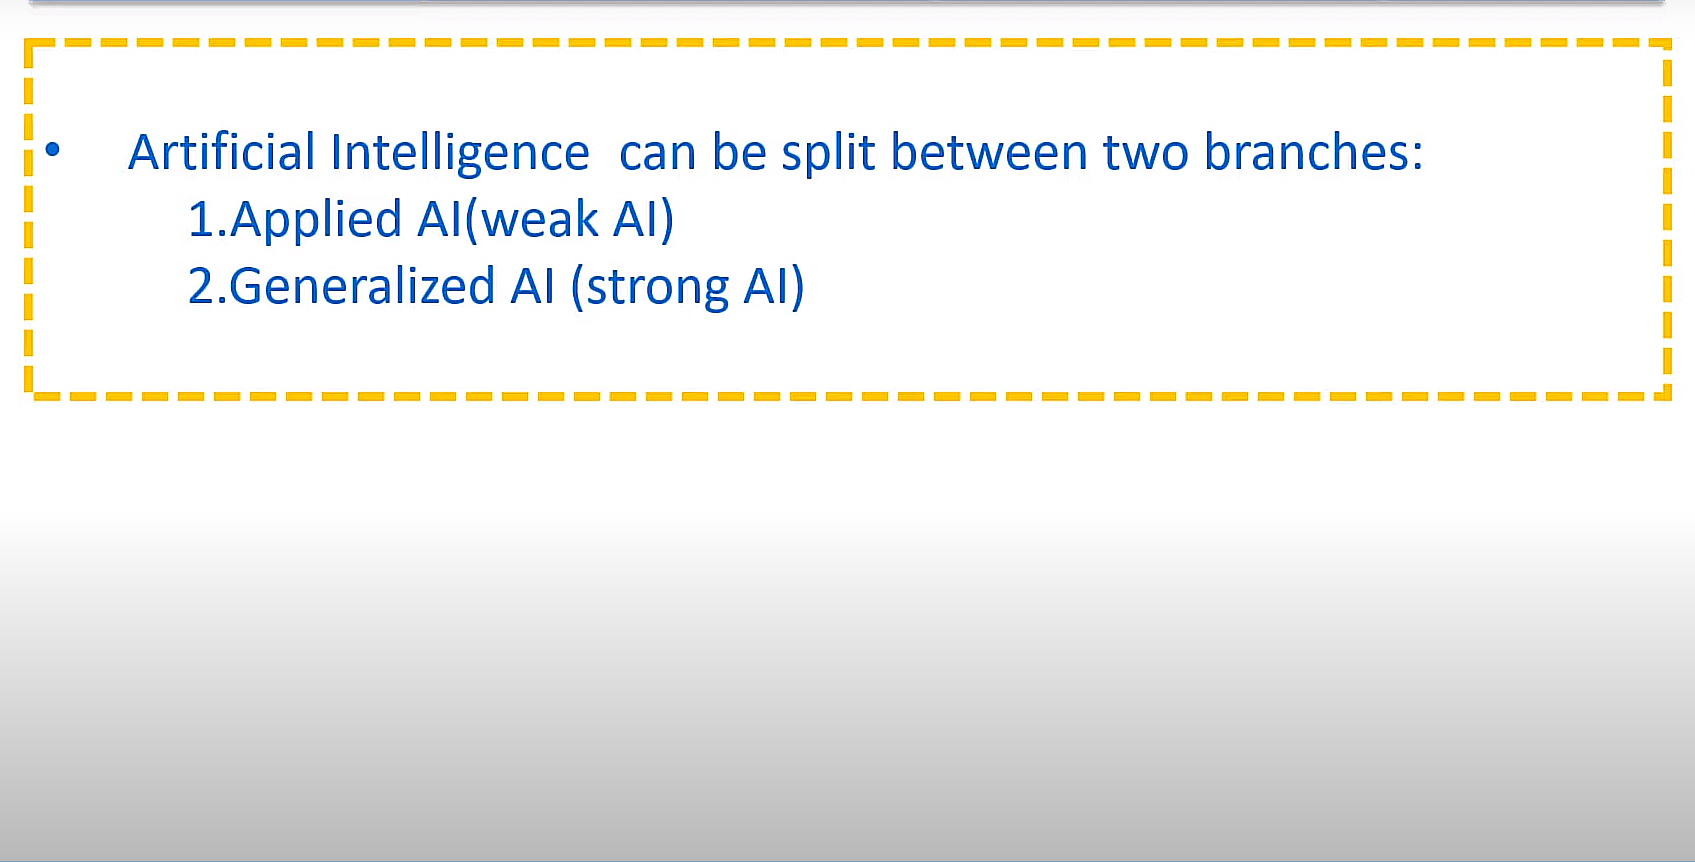 • Artificial Intelligence  can be split between two branches:
1.Applied AI(weak AI)
2.Generalized AI (strong AI)